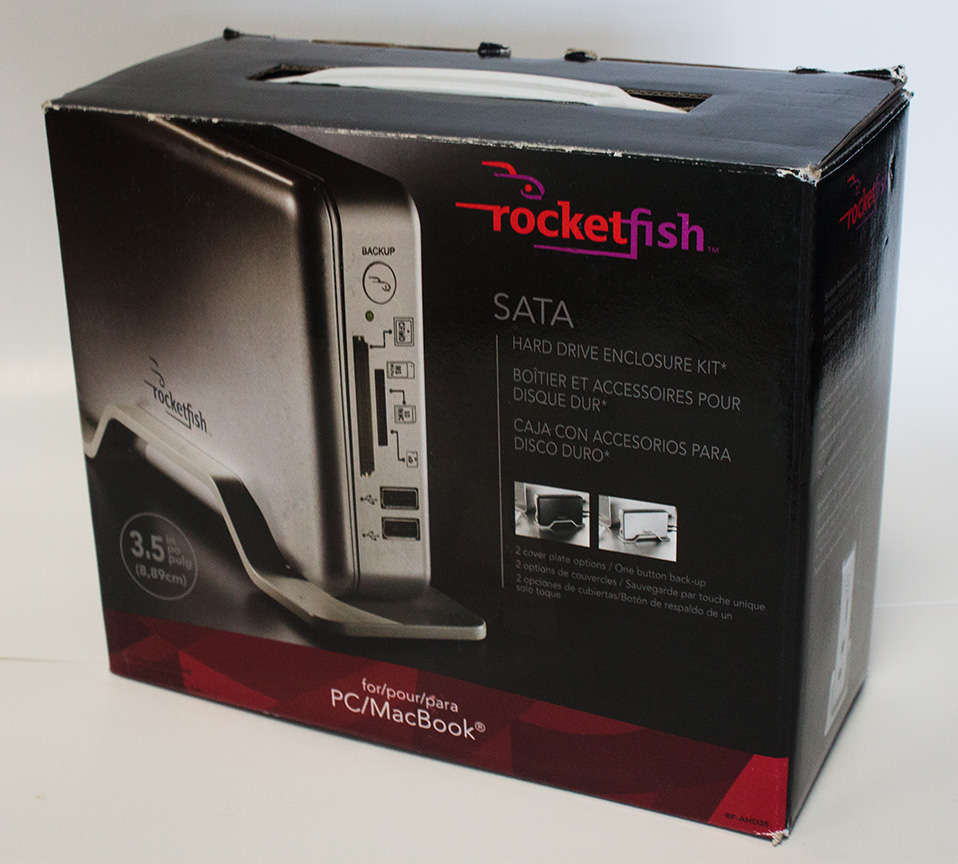 rocketfish™
SATA
HARD DRIVE ENCLOSURE KIT*
BOÎTIER ET ACCESSOIRES POUR
DISQUE DUR*
CAJA CON ACCESORIOS PARA
DISCO DURO*
2 cover plate options / One button back-up
2 options de couvercles / Sauvegarde par touche unique
2 opciones de cubiertas/Botón de respaldo de un
solo toque
BACKUP
rocketfish
3.5 in
po
pulg
(8,89cm)
for/pour/para
PC/MacBook®
RF-AHD35
rocketfish